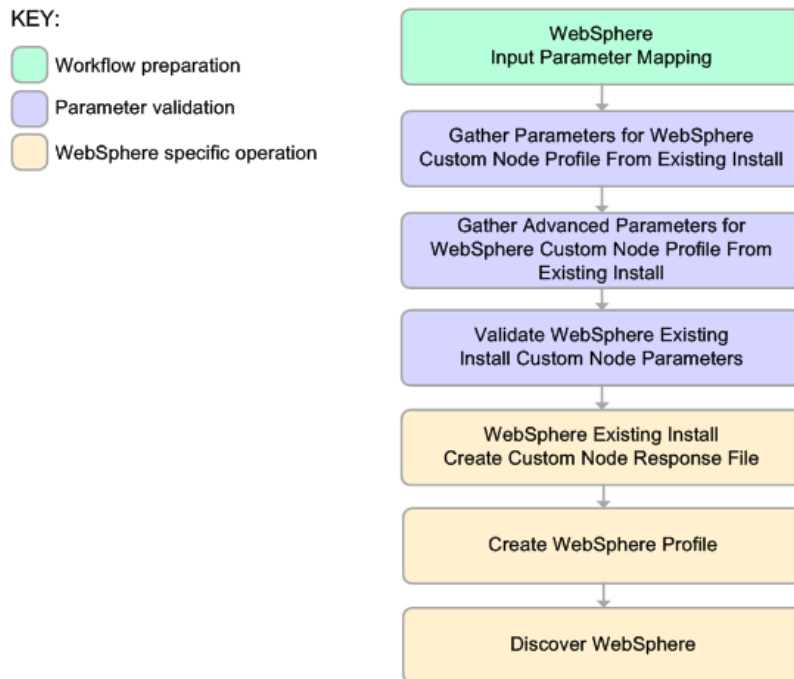 KEY:
Workflow preparation
Parameter validation
WebSphere specific operation
WebSphere
Input Parameter Mapping
Gather Parameters for WebSphere
Custom Node Profile From Existing Install
Gather Advanced Parameters for
WebSphere Custom Node Profile From
Existing Install
Validate WebSphere Existing
Install Custom Node Parameters
WebSphere Existing Install
Create Custom Node Response File
Create WebSphere Profile
Discover WebSphere